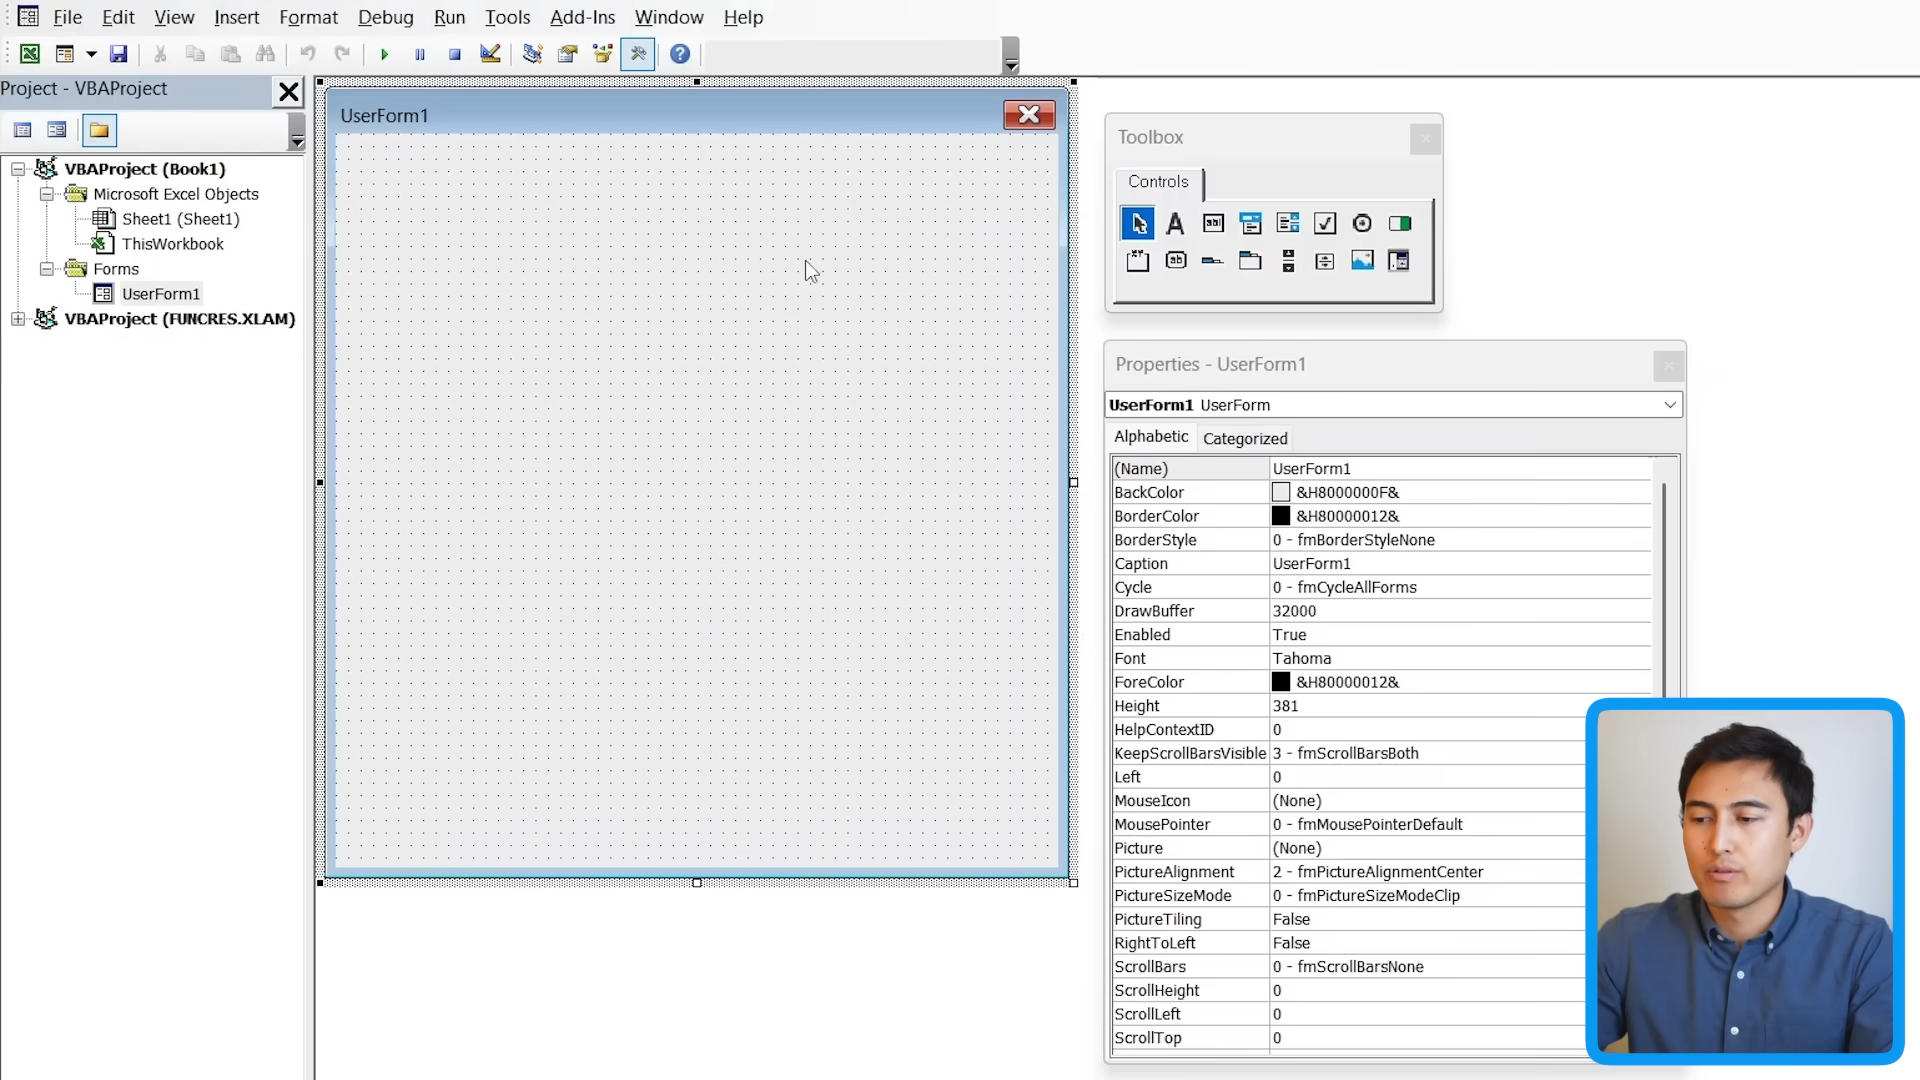 File Edit View Insert Format Debug Run Tools Add-Ins Window Help
Project - VBAProject
VBAProject (Book1)
Microsoft Excel Objects
Sheet1 (Sheet1)
ThisWorkbook
Forms
UserForm1
VBAProject (FUNCRES.XLAM)
UserForm1
Toolbox
Controls
A
Properties - UserForm1
UserForm1 UserForm
Alphabetic Categorized
(Name) UserForm1
BackColor &H8000000F&
BorderColor &H80000012&
BorderStyle 0 - fmBorderStyleNone
Caption UserForm1
Cycle 0 - fmCycleAllForms
DrawBuffer 32000
Enabled True
Font Tahoma
ForeColor &H80000012&
Height 381
HelpContextID 0
KeepScrollBarsVisible 3 - fmScrollBarsBoth
Left 0
MouseIcon (None)
MousePointer 0 - fmMousePointerDefault
Picture (None)
PictureAlignment 2 - fmPictureAlignmentCenter
PictureSizeMode 0 - fmPictureSizeModeClip
PictureTiling False
RightToLeft False
ScrollBars 0 - fmScrollBarsNone
ScrollHeight 0
ScrollLeft 0
ScrollTop 0